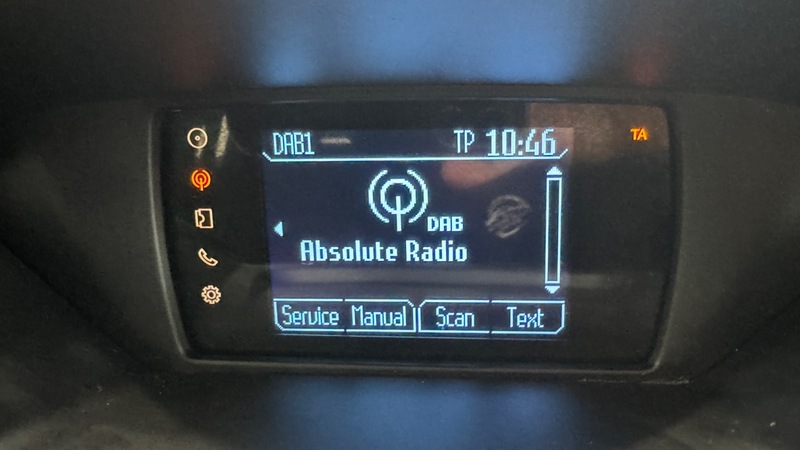 DAB1 TP 10:46 TA
DAB
Absolute Radio
Service Manual Scan Text